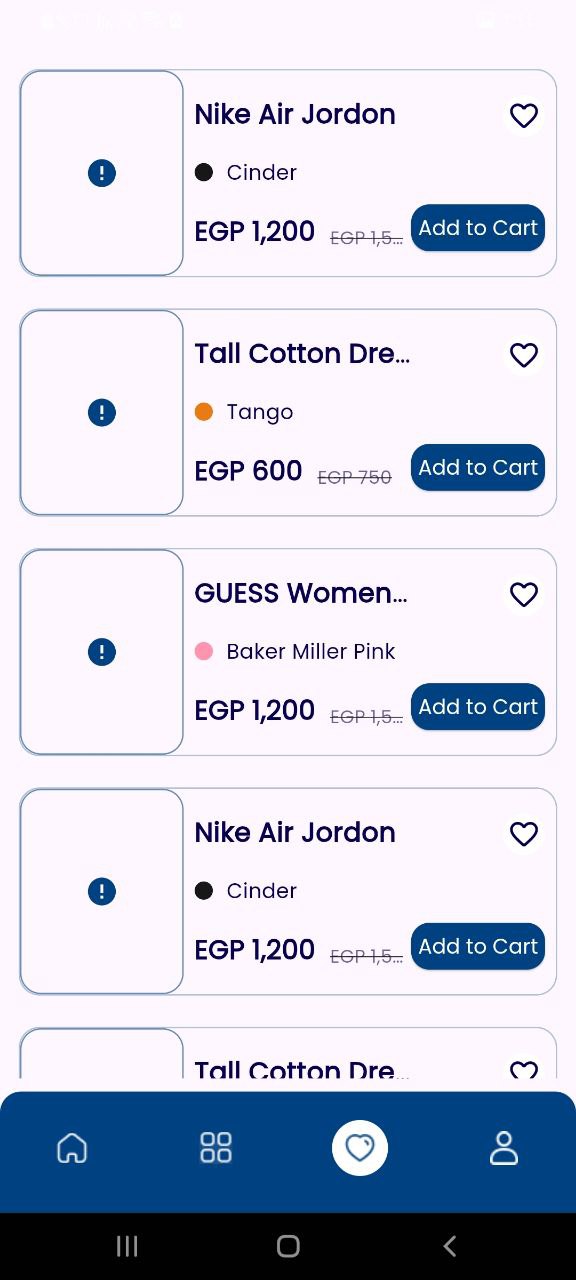 Nike Air Jordon
Cinder
EGP 1,200 EGP 1,5... Add to Cart
Tall Cotton Dre...
Tango
EGP 600 EGP 750 Add to Cart
GUESS Women...
Baker Miller Pink
EGP 1,200 EGP 1,5... Add to Cart
Nike Air Jordon
Cinder
EGP 1,200 EGP 1,5... Add to Cart
Tall Cotton Dre...